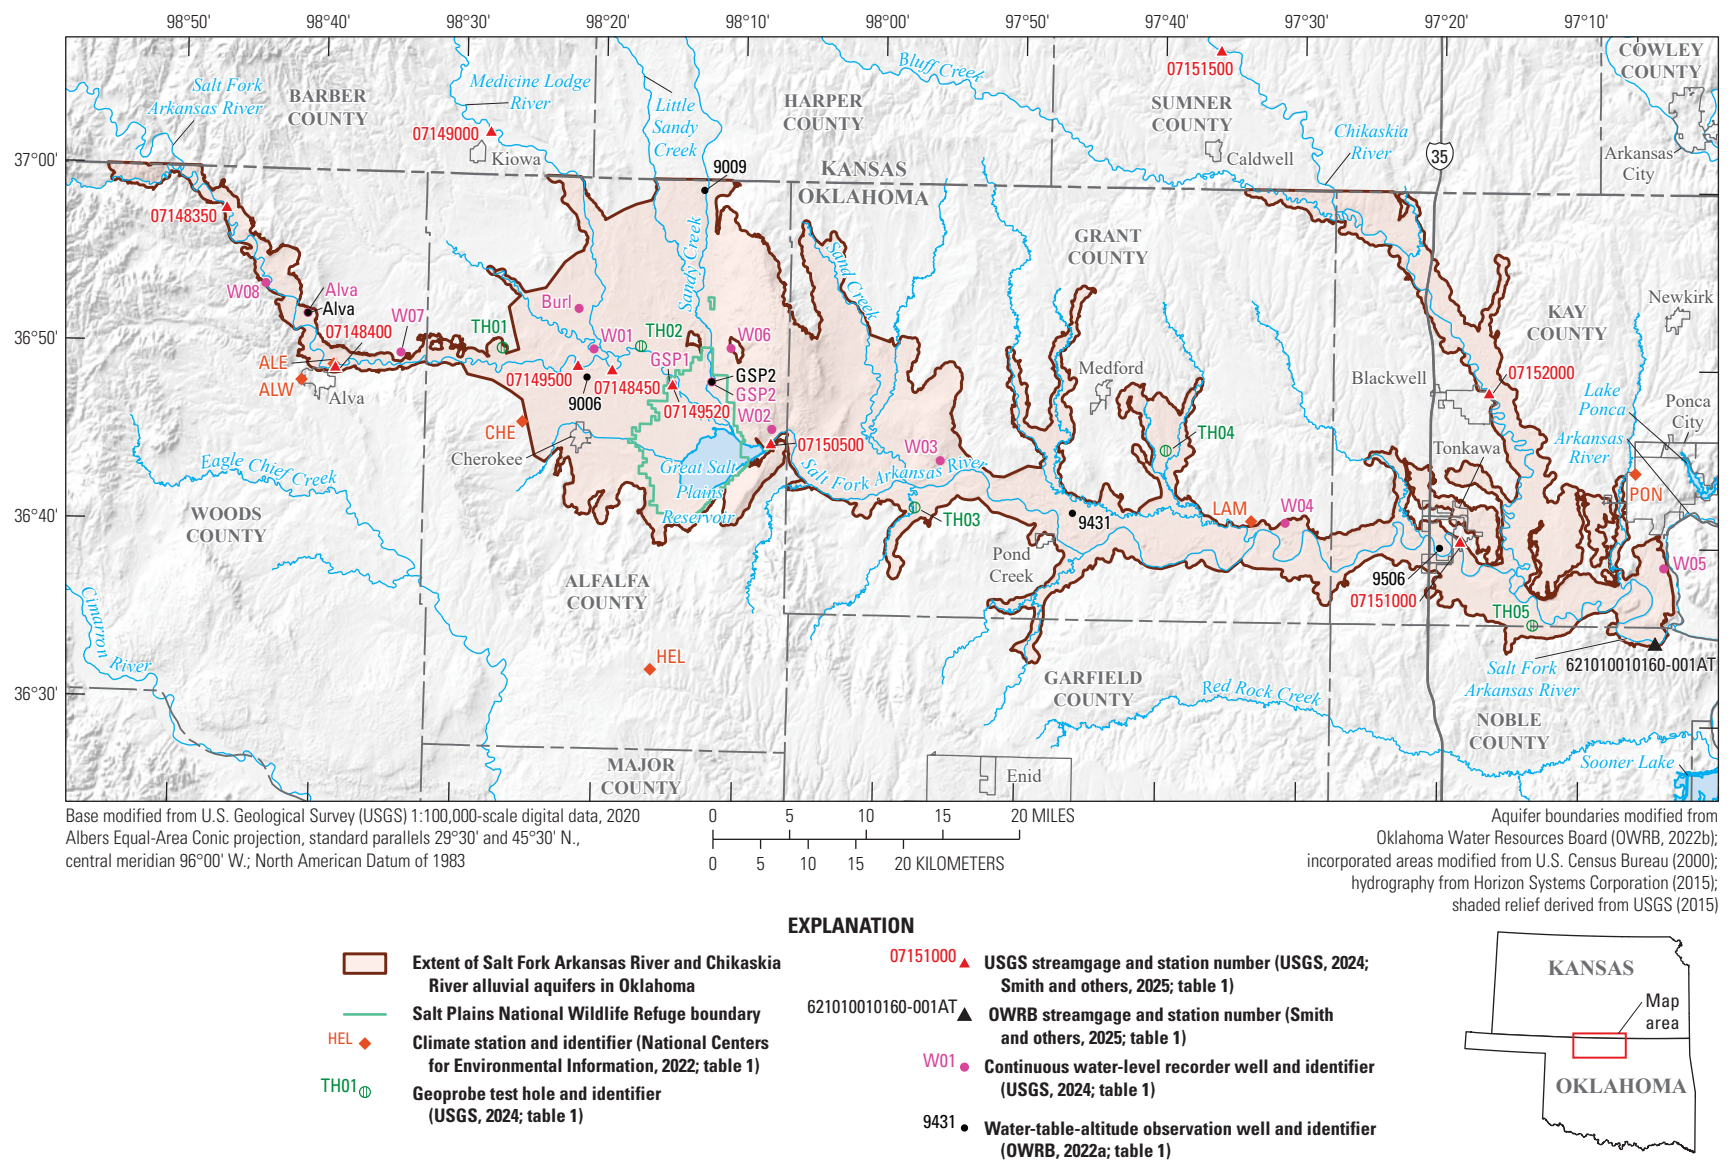 98°50'
98°40'
98°30'
98°20'
98°10'
98°00'
97°50'
97°40'
97°30'
97°20'
97°10'
37°00'
36°50'
36°40'
36°30'
Salt Fork
Arkansas River
BARBER
COUNTY
Medicine Lodge
River
07149000
Kiowa
Little
Sandy
Creek
HARPER
COUNTY
Bluff Creek
07151500
SUMNER
COUNTY
Caldwell
Chikaskia
River
35
COWLEY
COUNTY
Arkansas
City
9009
KANSAS
OKLAHOMA
07148350
W08
Alva
Alva
07148400
W07
ALE
ALW
Alva
TH01
Burl
W01
TH02
Sandy Creek
W06
GSP1
GSP2
GSP2
W02
07149500
9006
07148450
07149520
CHE
Cherokee
Great Salt
Plains
Reservoir
07150500
Sand Creek
Salt Fork Arkansas River
W03
TH03
GRANT
COUNTY
Medford
TH04
LAM
W04
9431
Pond
Creek
KAY
COUNTY
Newkirk
Blackwell
07152000
Lake
Ponca
Ponca
City
Arkansas
River
Tonkawa
PON
W05
9506
07151000
TH05
621010010160-001AT
Salt Fork
Arkansas River
Eagle Chief Creek
WOODS
COUNTY
Cimarron
River
ALFALFA
COUNTY
HEL
GARFIELD
COUNTY
Red Rock Creek
NOBLE
COUNTY
Sooner Lake
MAJOR
COUNTY
Enid
Base modified from U.S. Geological Survey (USGS) 1:100,000-scale digital data, 2020
Albers Equal-Area Conic projection, standard parallels 29°30' and 45°30' N.,
central meridian 96°00' W.; North American Datum of 1983
0 5 10 15 20 MILES
0 5 10 15 20 KILOMETERS
Aquifer boundaries modified from
Oklahoma Water Resources Board (OWRB, 2022b);
incorporated areas modified from U.S. Census Bureau (2000);
hydrography from Horizon Systems Corporation (2015);
shaded relief derived from USGS (2015)
EXPLANATION
Extent of Salt Fork Arkansas River and Chikaskia
River alluvial aquifers in Oklahoma
Salt Plains National Wildlife Refuge boundary
HEL Climate station and identifier (National Centers
for Environmental Information, 2022; table 1)
TH01 Geoprobe test hole and identifier
(USGS, 2024; table 1)
07151000 USGS streamgage and station number (USGS, 2024;
Smith and others, 2025; table 1)
621010010160-001AT OWRB streamgage and station number (Smith
and others, 2025; table 1)
W01 Continuous water-level recorder well and identifier
(USGS, 2024; table 1)
9431 Water-table-altitude observation well and identifier
(OWRB, 2022a; table 1)
KANSAS
Map
area
OKLAHOMA